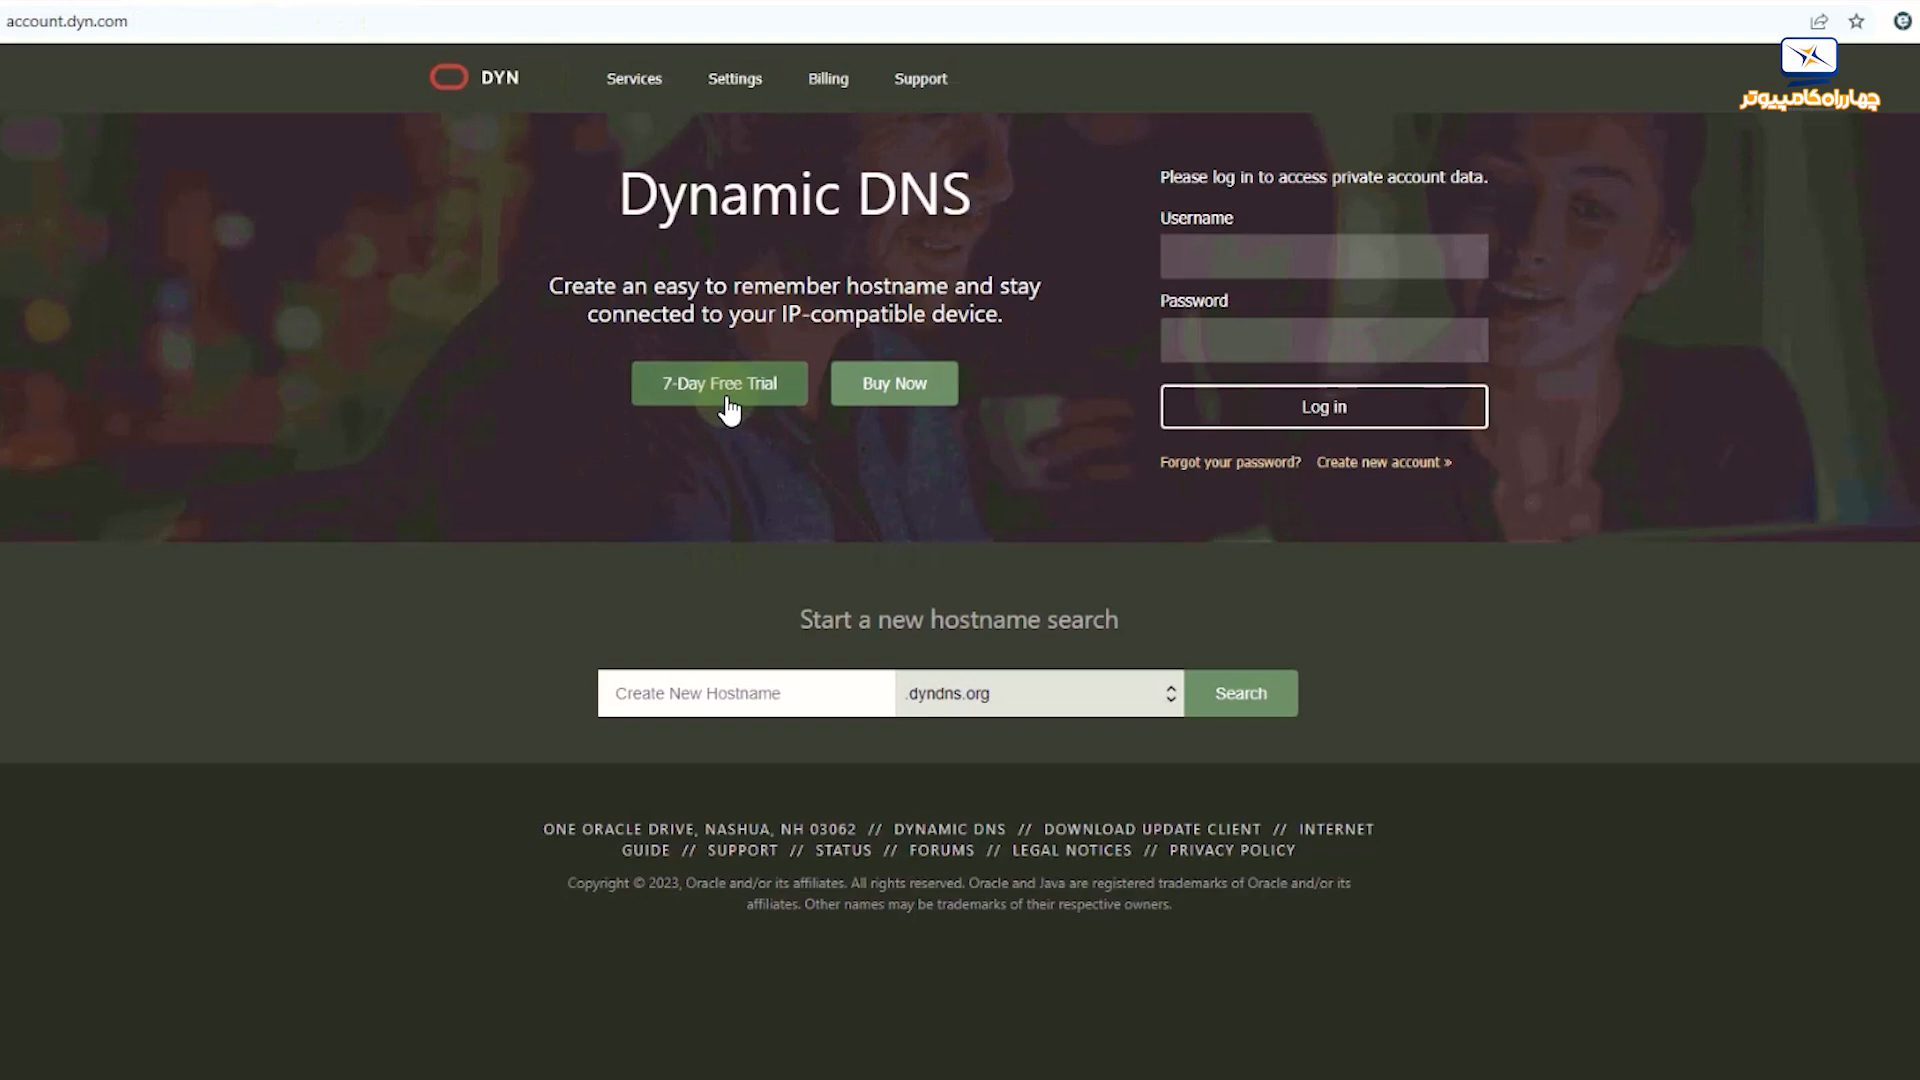 account.dyn.com
چهارراه کامپیوتر
DYN
Services
Settings
Billing
Support
Dynamic DNS
Create an easy to remember hostname and stay
connected to your IP-compatible device.
7-Day Free Trial
Buy Now
Please log in to access private account data.
Username
Password
Log in
Forgot your password?
Create new account »
Start a new hostname search
Create New Hostname
.dyndns.org
Search
ONE ORACLE DRIVE, NASHUA, NH 03062 // DYNAMIC DNS // DOWNLOAD UPDATE CLIENT // INTERNET
GUIDE // SUPPORT // STATUS // FORUMS // LEGAL NOTICES // PRIVACY POLICY
Copyright © 2023, Oracle and/or its affiliates. All rights reserved. Oracle and Java are registered trademarks of Oracle and/or its
affiliates. Other names may be trademarks of their respective owners.